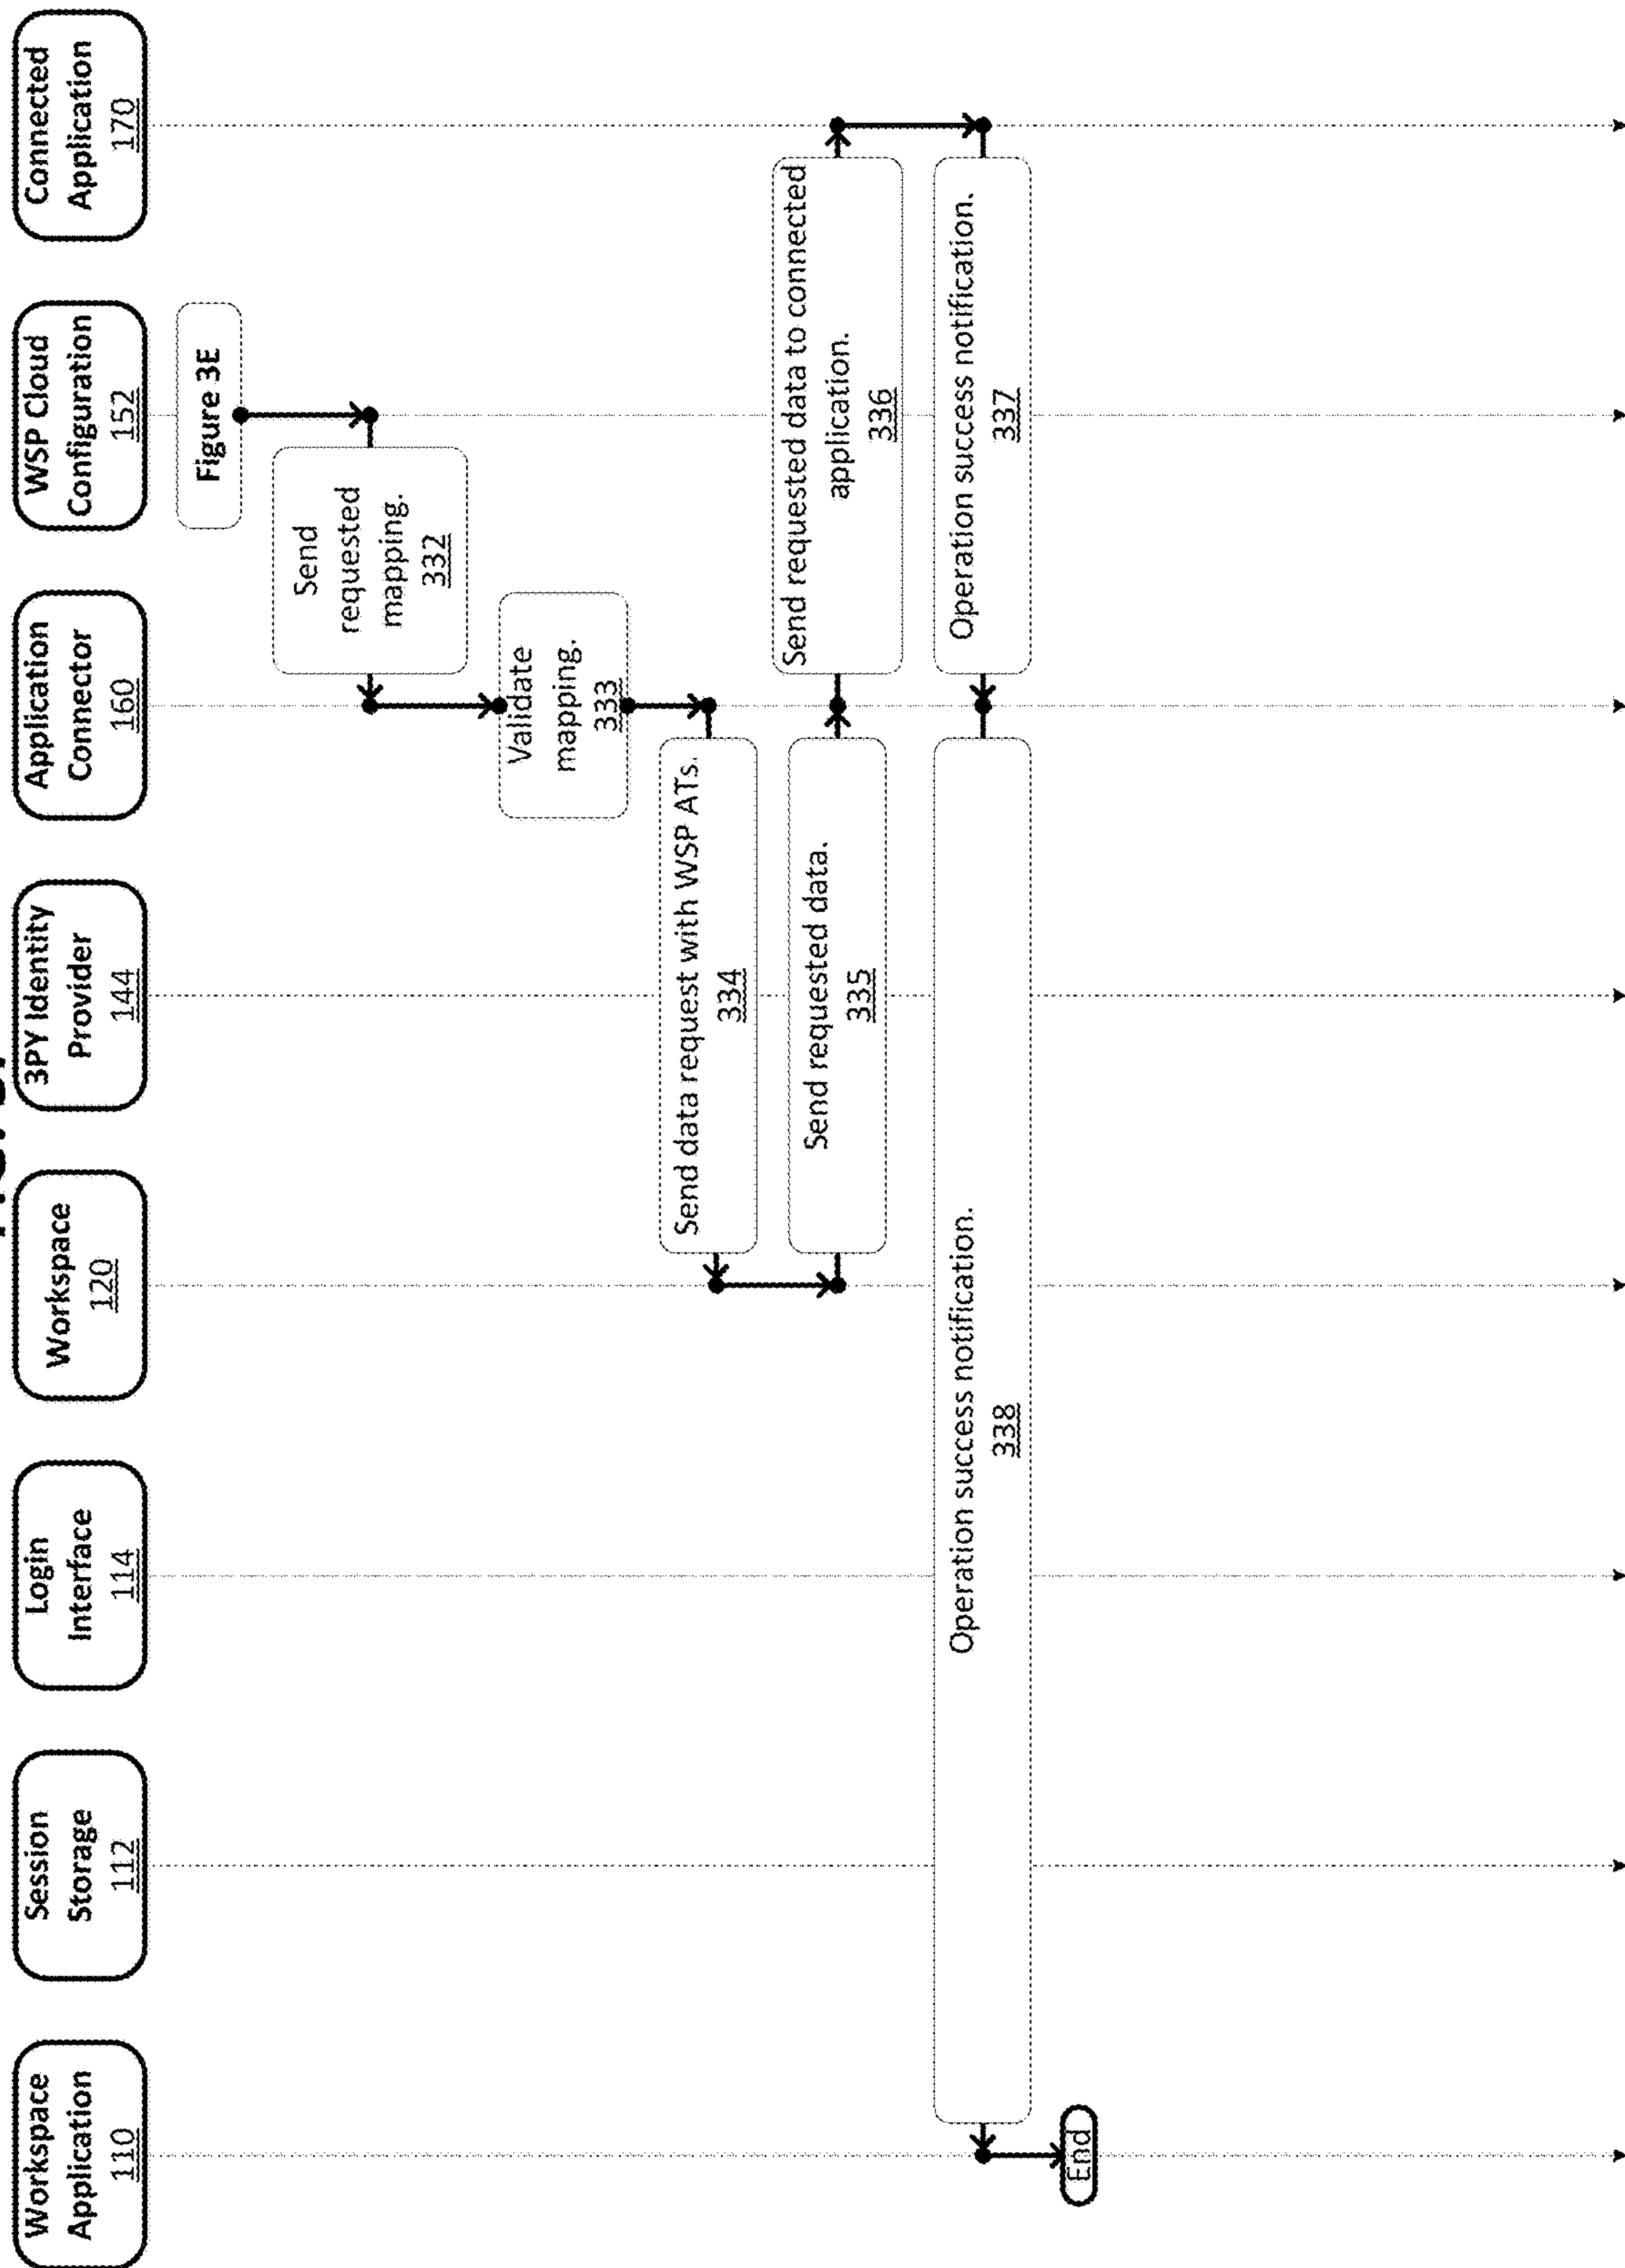 Workspace
Application
110
Session
Storage
112
Login
Interface
114
Workspace
120
3PY Identity
Provider
144
Application
Connector
160
WSP Cloud
Configuration
152
Connected
Application
170
Figure 3E
Send
requested
mapping.
332
Validate
mapping.
333
Send data request with WSP ATs.
334
Send requested data.
335
Send requested data to connected
application.
336
Operation success notification.
337
Operation success notification.
338
End